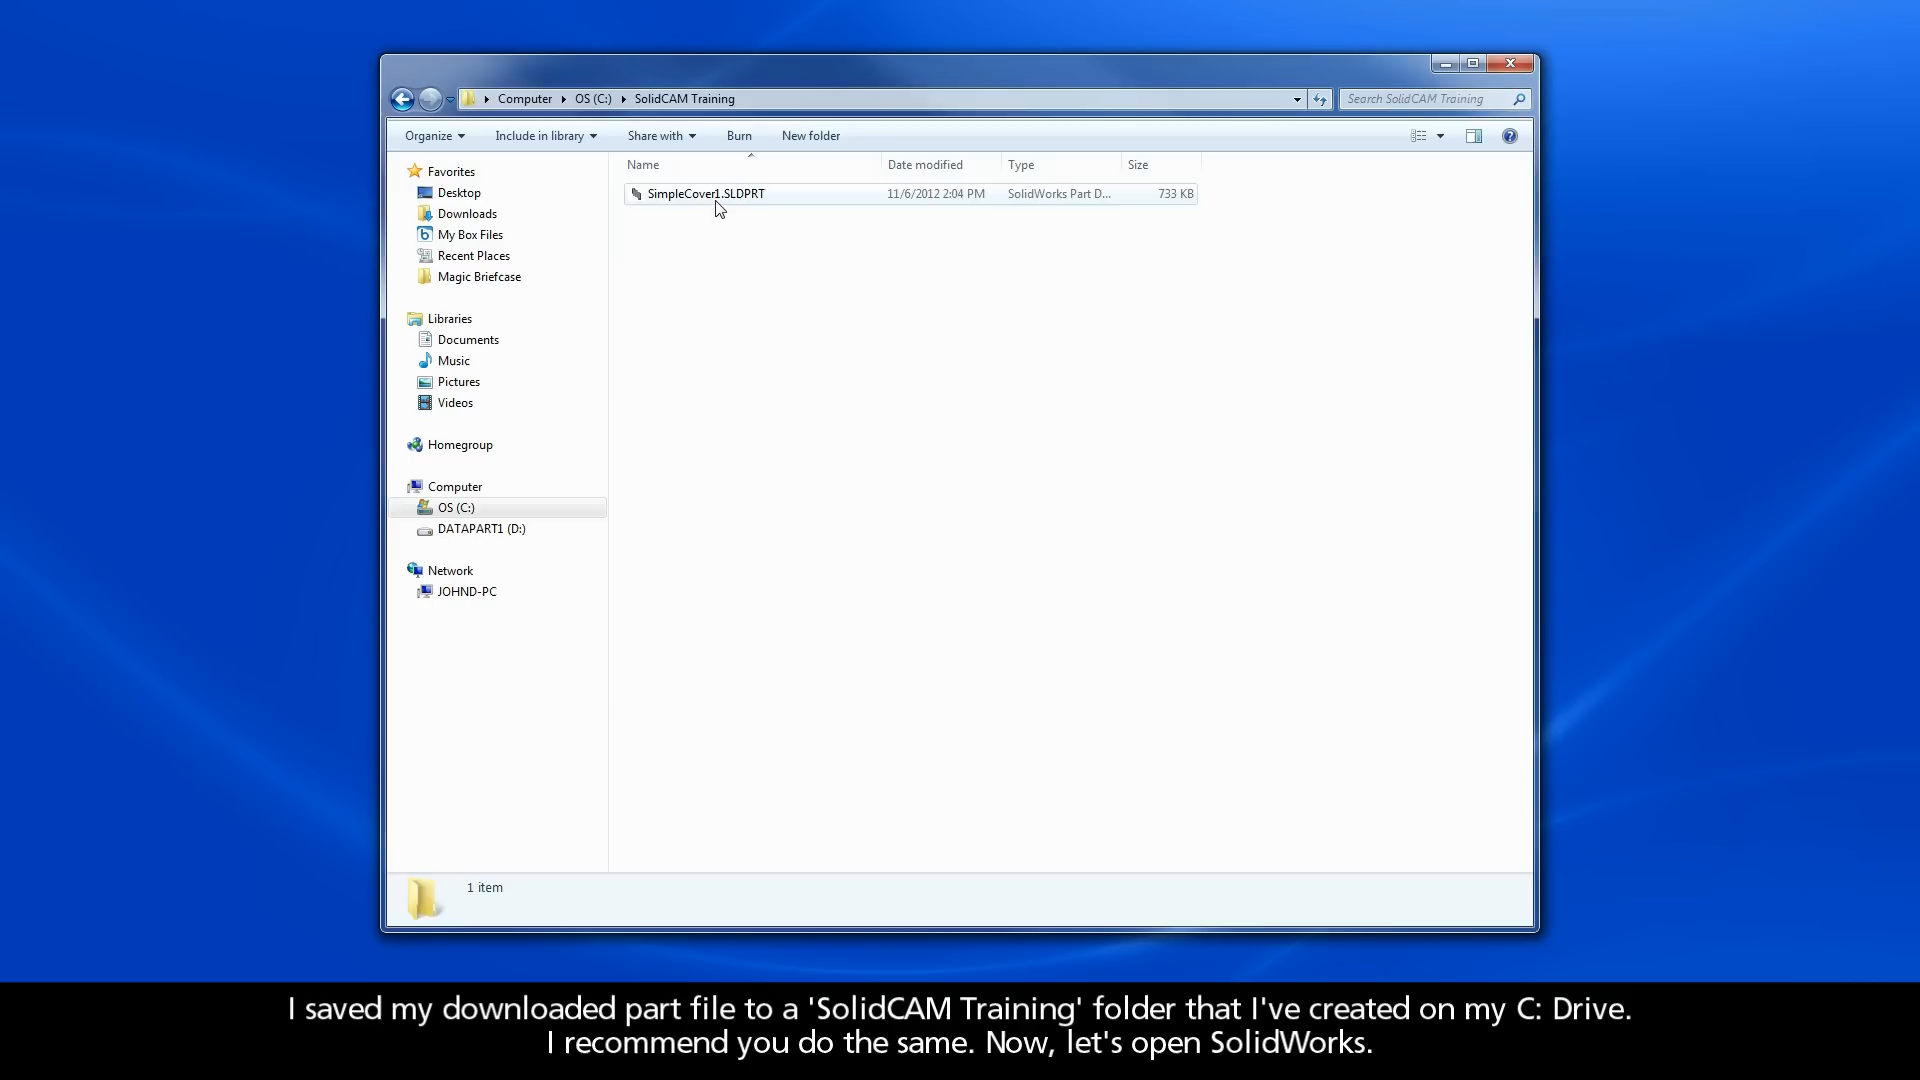 Computer OS (C:) SolidCAM Training
Search SolidCAM Training
Organize Include in library Share with Burn New folder
Name Date modified Type Size
SimpleCover1.SLDPRT 11/6/2012 2:04 PM SolidWorks Part D... 733 KB
Favorites
Desktop
Downloads
My Box Files
Recent Places
Magic Briefcase
Libraries
Documents
Music
Pictures
Videos
Homegroup
Computer
OS (C:)
DATAPART1 (D:)
Network
JOHND-PC
1 item
I saved my downloaded part file to a 'SolidCAM Training' folder that I've created on my C: Drive.
I recommend you do the same. Now, let's open SolidWorks.